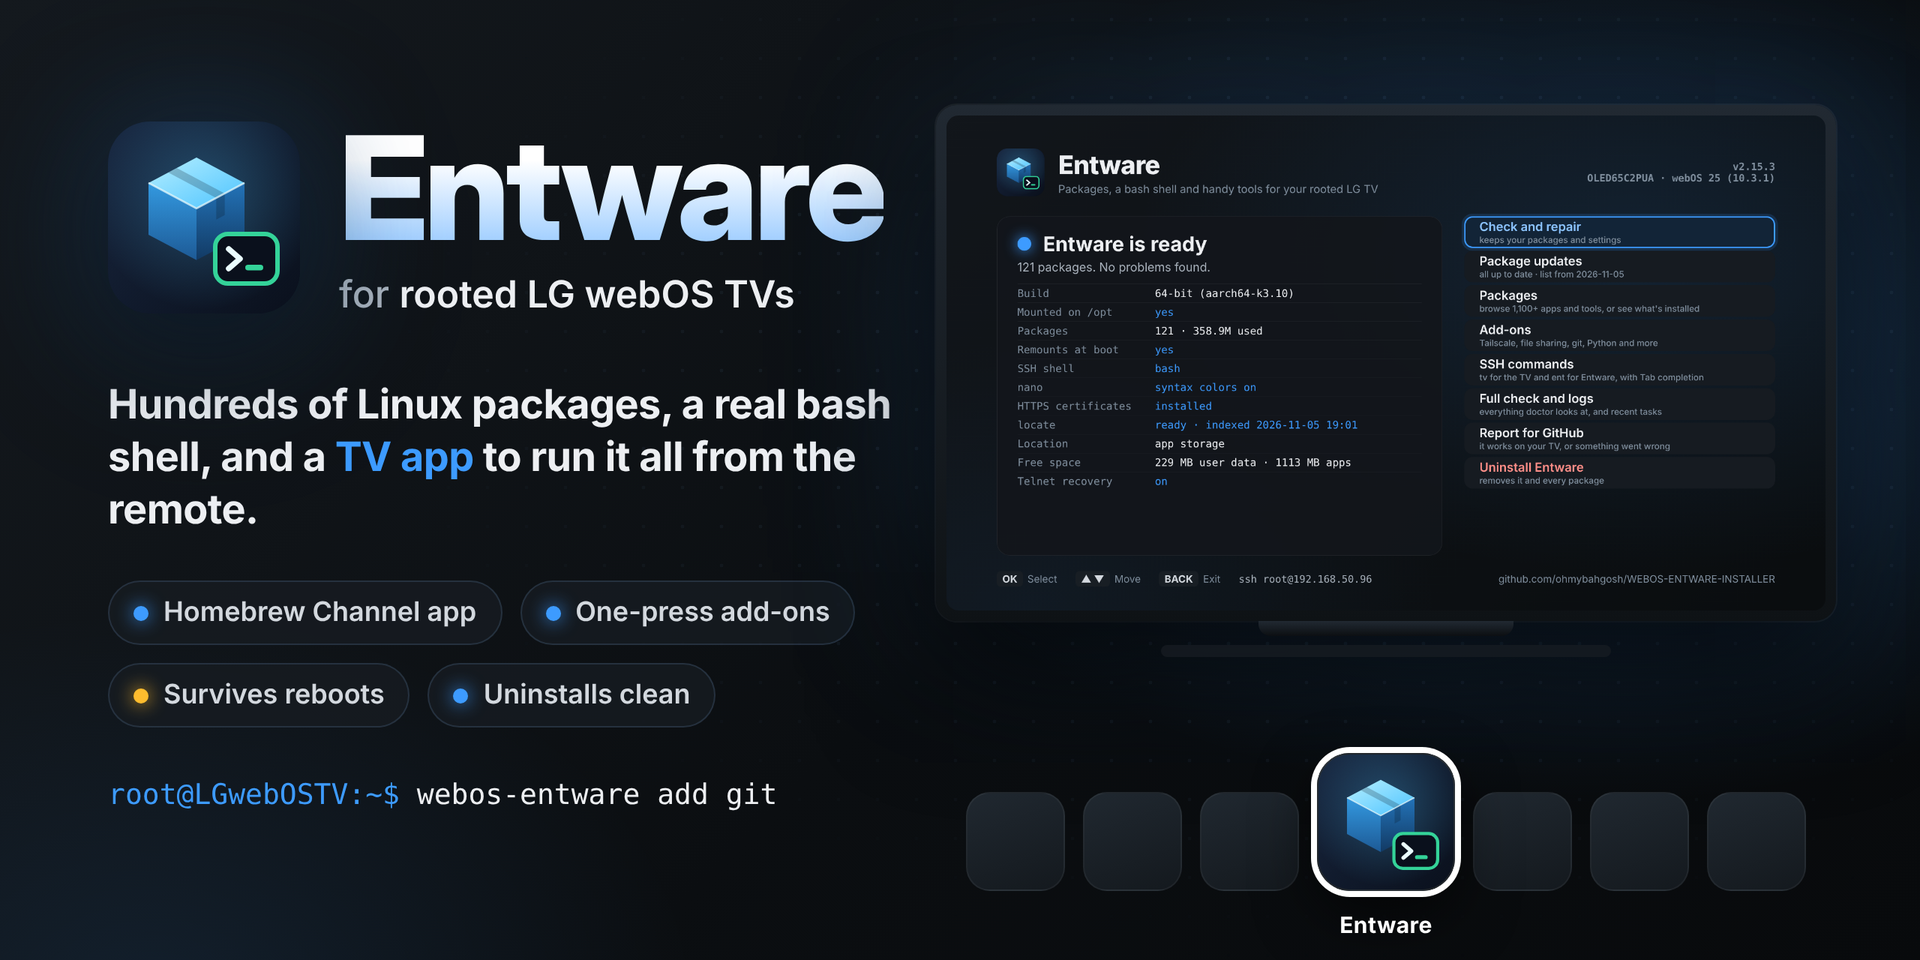 Entware
for rooted LG webOS TVs
Hundreds of Linux packages, a real bash
shell, and a TV app to run it all from the
remote.
Homebrew Channel app
One-press add-ons
Survives reboots
Uninstalls clean
root@LGwebOSTV:~$ webos-entware add git
Entware
Packages, a bash shell and handy tools for your rooted LG TV
v2.15.3
OLED65C2PUA · webOS 25 (10.3.1)
Entware is ready
121 packages. No problems found.
Build 64-bit (aarch64-k3.10)
Mounted on /opt yes
Packages 121 · 358.9M used
Remounts at boot yes
SSH shell bash
nano syntax colors on
HTTPS certificates installed
locate ready · indexed 2026-11-05 19:01
Location app storage
Free space 229 MB user data · 1113 MB apps
Telnet recovery on
Check and repair
keeps your packages and settings
Package updates
all up to date · list from 2026-11-05
Packages
browse 1,100+ apps and tools, or see what's installed
Add-ons
Tailscale, file sharing, git, Python and more
SSH commands
tv for the TV and ent for Entware, with Tab completion
Full check and logs
everything doctor looks at, and recent tasks
Report for GitHub
it works on your TV, or something went wrong
Uninstall Entware
removes it and every package
OK Select ▲▼ Move BACK Exit ssh root@192.168.50.96
github.com/ohmybahgosh/WEBOS-ENTWARE-INSTALLER
Entware